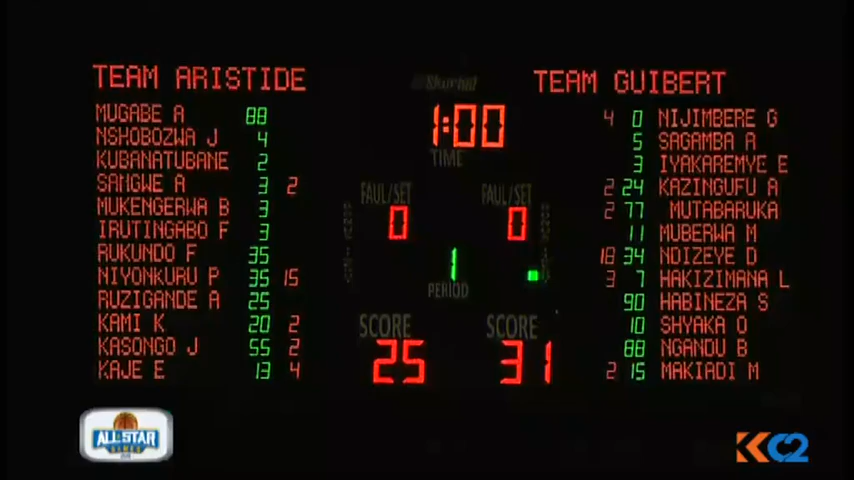 TEAM ARISTIDE
MUGABE A 88
NSHOBOZWA J 4
KUBANATUBANE 2
SANGWE A 3 2
MUKENGERWA B 3
IRUTINGABO F 3
RUKUNDO F 35
NIYONKURU P 35 15
RUZIGANDE A 25
KAMI K 20 2
KASONGO J 55 2
KAJE E 13 4
1:00
TIME
FAUL/SET FAUL/SET
0 0
1
PERIOD
SCORE SCORE
25 31
TEAM GUIBERT
4 0 NIJIMBERE G
5 SAGAMBA R
3 IYAKAREMYE E
2 24 KAZINGUFU A
2 77 MUTABARUKA
11 MUBERWA M
18 34 NDIZEYE D
3 7 HAKIZIMANA L
90 HABINEZA S
10 SHYAKA O
88 NGANDU B
2 15 MAKIADI M
ALL STAR
GAMES
KC2